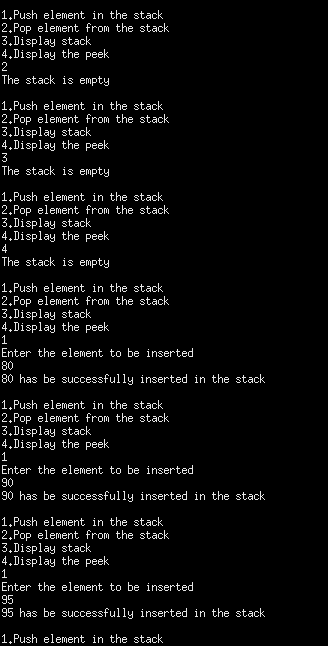 1.Push element in the stack
2.Pop element from the stack
3.Display stack
4.Display the peek
2
The stack is empty
1.Push element in the stack
2.Pop element from the stack
3.Display stack
4.Display the peek
3
The stack is empty
1.Push element in the stack
2.Pop element from the stack
3.Display stack
4.Display the peek
4
The stack is empty
1.Push element in the stack
2.Pop element from the stack
3.Display stack
4.Display the peek
1
Enter the element to be inserted
80
80 has be successfully inserted in the stack
1.Push element in the stack
2.Pop element from the stack
3.Display stack
4.Display the peek
1
Enter the element to be inserted
90
90 has be successfully inserted in the stack
1.Push element in the stack
2.Pop element from the stack
3.Display stack
4.Display the peek
1
Enter the element to be inserted
95
95 has be successfully inserted in the stack
1.Push element in the stack